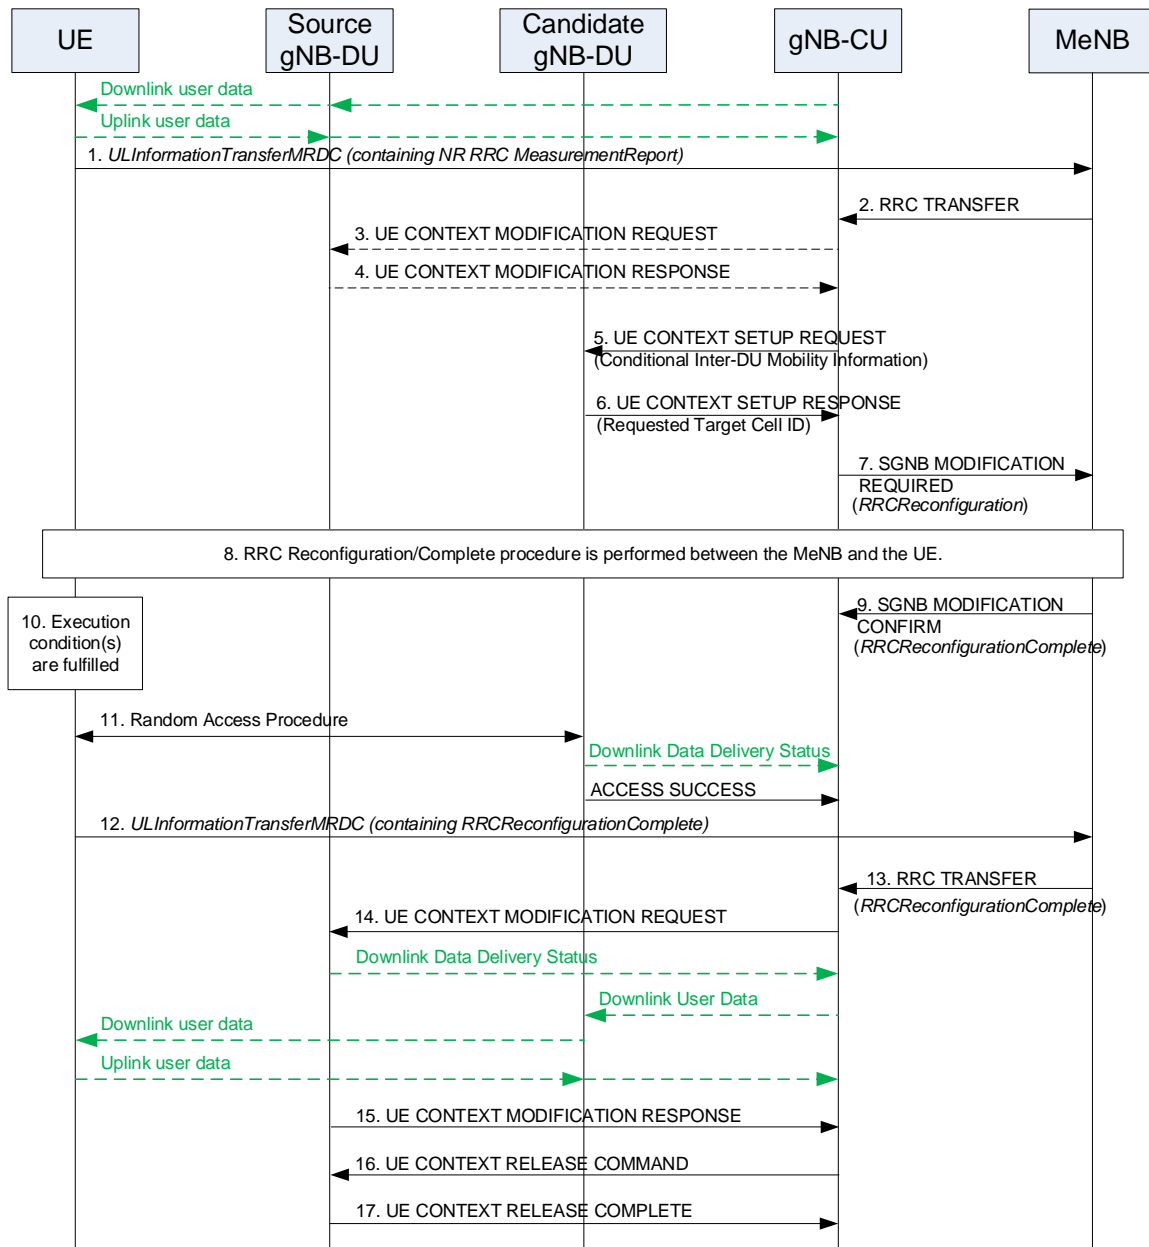 UE
Source
gNB-DU
Candidate
gNB-DU
gNB-CU
MeNB
Downlink user data
Uplink user data
1. ULInformationTransferMRDC (containing NR RRC MeasurementReport)
2. RRC TRANSFER
3. UE CONTEXT MODIFICATION REQUEST
4. UE CONTEXT MODIFICATION RESPONSE
5. UE CONTEXT SETUP REQUEST
(Conditional Inter-DU Mobility Information)
6. UE CONTEXT SETUP RESPONSE
(Requested Target Cell ID)
7. SGNB MODIFICATION
REQUIRED
(RRCReconfiguration)
8. RRC Reconfiguration/Complete procedure is performed between the MeNB and the UE.
9. SGNB MODIFICATION
CONFIRM
(RRCReconfigurationComplete)
10. Execution
condition(s)
are fulfilled
11. Random Access Procedure
Downlink Data Delivery Status
ACCESS SUCCESS
12. ULInformationTransferMRDC (containing RRCReconfigurationComplete)
13. RRC TRANSFER
(RRCReconfigurationComplete)
14. UE CONTEXT MODIFICATION REQUEST
Downlink Data Delivery Status
Downlink User Data
Downlink user data
Uplink user data
15. UE CONTEXT MODIFICATION RESPONSE
16. UE CONTEXT RELEASE COMMAND
17. UE CONTEXT RELEASE COMPLETE